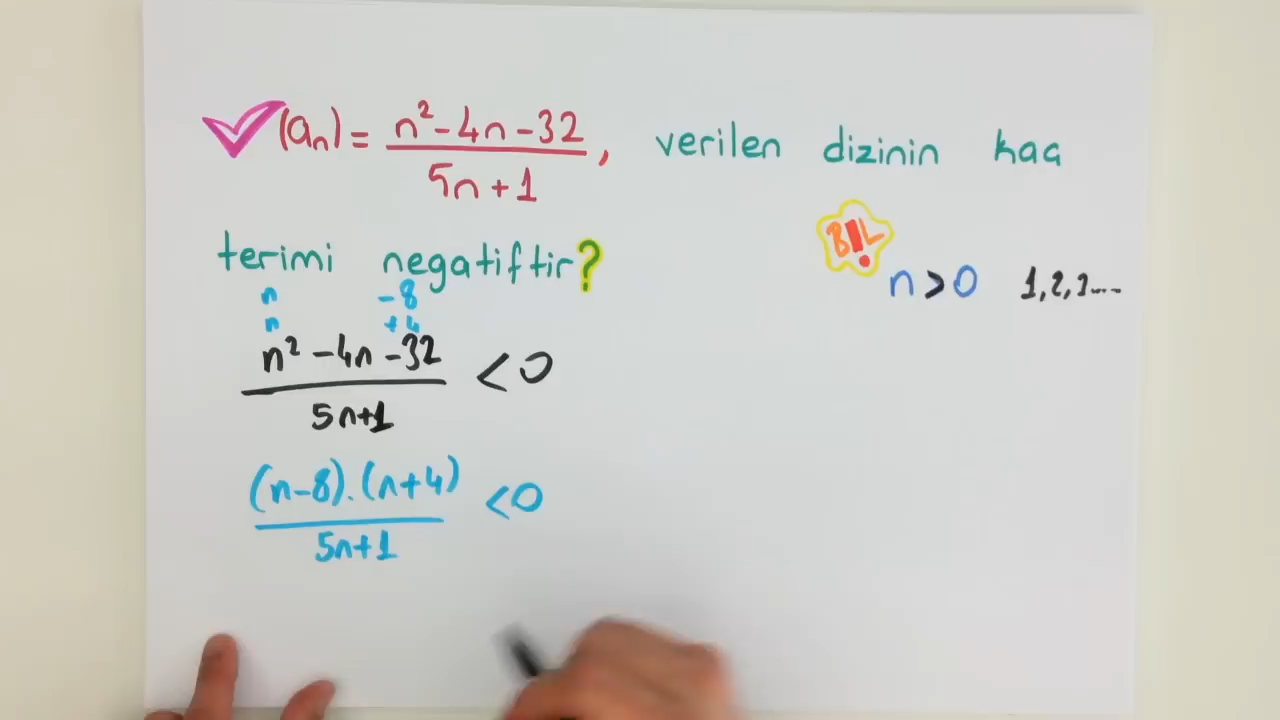 (aₙ) = n² - 4n - 32 / 5n + 1 , verilen dizinin kaç
BİL
terimi negatiftir?
n > 0 1, 2, 3....
n -8
n +4
n² - 4n - 32 / 5n+1 < 0
(n-8).(n+4) / 5n+1 < 0